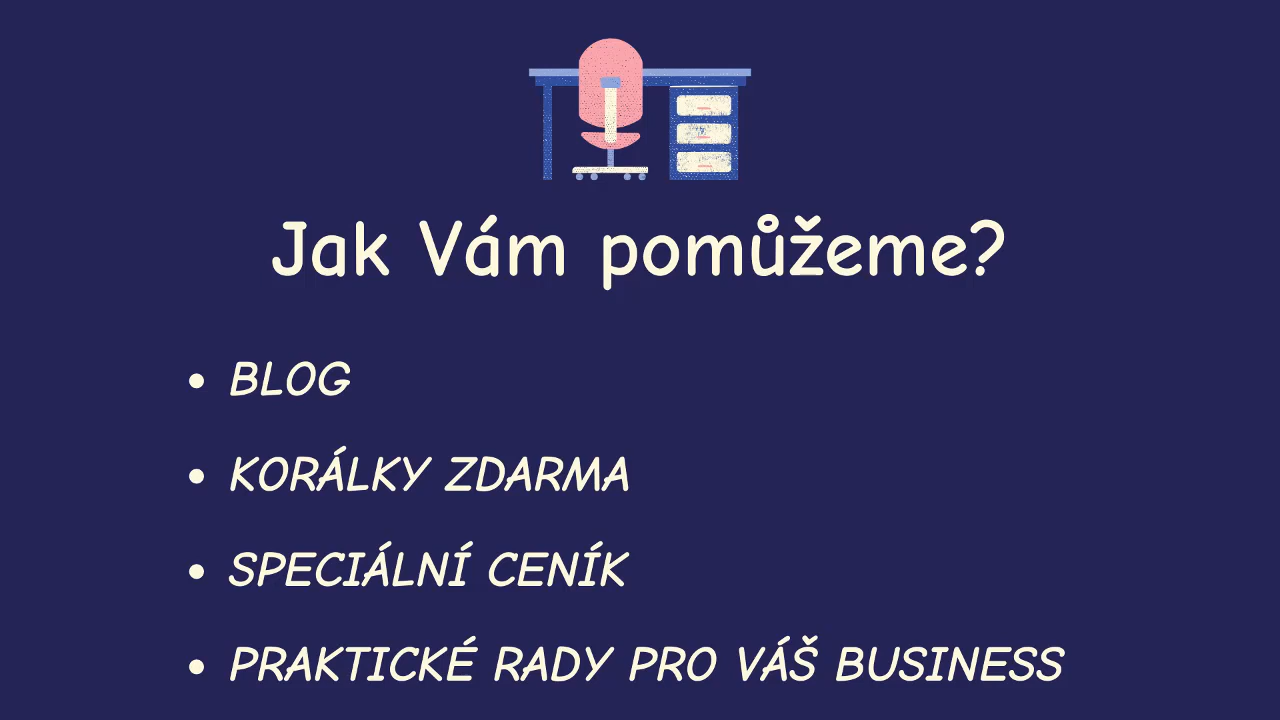 Jak Vám pomůžeme?
• BLOG
• KORÁLKY ZDARMA
• SPECIÁLNÍ CENÍK
• PRAKTICKÉ RADY PRO VÁŠ BUSINESS